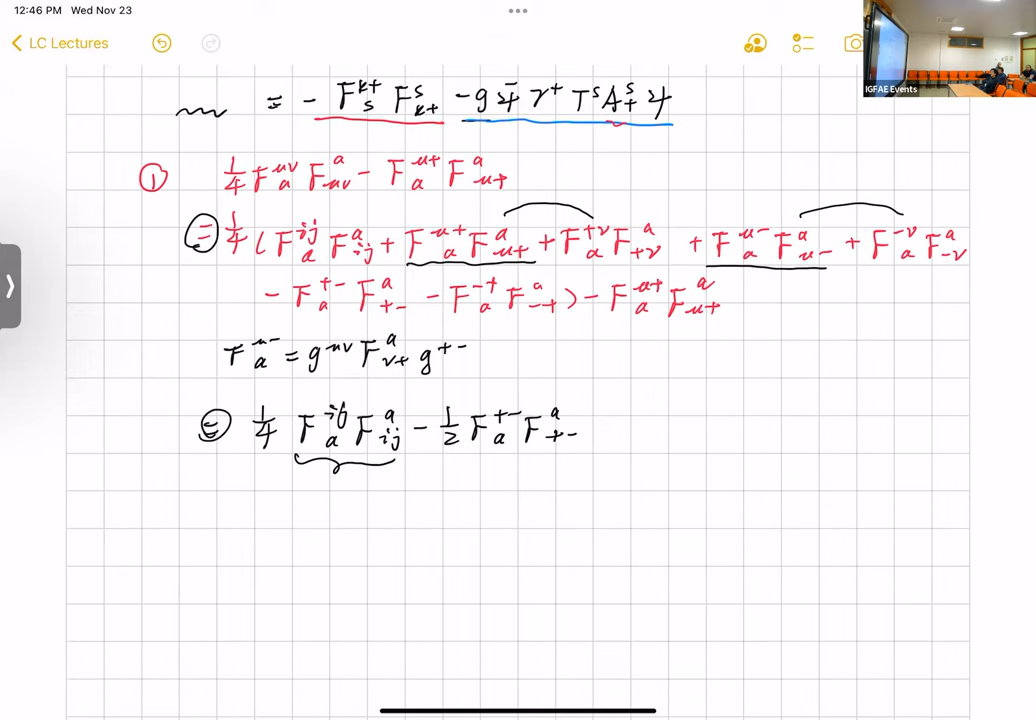 12:46 PM Wed Nov 23
LC Lectures
IGFAE Events
= - F^{k+}_s F^s_{k+} - g Ψ̄ γ^+ T^s A^s_+ Ψ
① 1/4 F^{μν}_a F^a_{μν} - F^{μ+}_a F^a_{μ+}
= 1/4 ( F^{ij}_a F^a_{ij} + F^{μ+}_a F^a_{μ+} + F^{+ν}_a F^a_{+ν} + F^{μ-}_a F^a_{μ-} + F^{-ν}_a F^a_{-ν}
- F^{+-}_a F^a_{+-} - F^{-+}_a F^a_{-+} ) - F^{μ+}_a F^a_{μ+}
F^{μ-}_a = g^{μν} F^a_{ν+} g^{+-}
= 1/4 F^{ij}_a F^a_{ij} - 1/2 F^{+-}_a F^a_{+-}